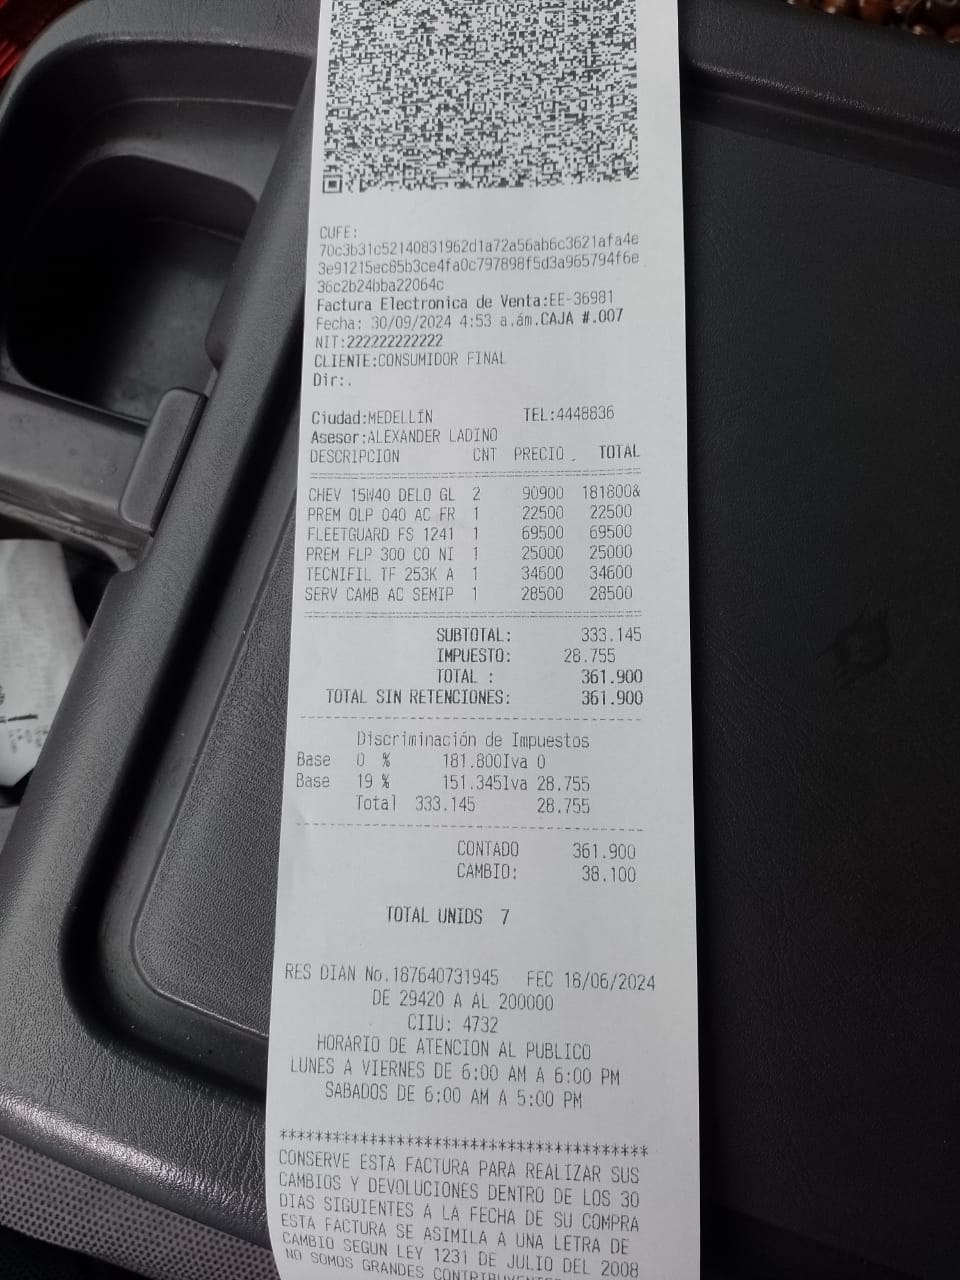 CUFE:
70c3b31c52140831962d1a72a56ab6c3621afa4e
3e91215ec65b3ce4fa0c797898f5d3a965794f6e
36c2b24bba22064c
Factura Electronica de Venta:EE-36981
Fecha: 30/09/2024 4:53 a.ám.CAJA #.007
NIT:222222222222
CLIENTE:CONSUMIDOR FINAL
Dir:.
Ciudad:MEDELLíN TEL:4448836
Asesor:ALEXANDER LADINO
DESCRIPCION CNT PRECIO . TOTAL
CHEV 15W40 DELO GL 2 90900 181800&
PREM OLP 040 AC FR 1 22500 22500
FLEETGUARD FS 1241 1 69500 69500
PREM FLP 300 CO NI 1 25000 25000
TECNIFIL TF 253K A 1 34600 34600
SERV CAMB AC SEMIP 1 28500 28500
SUBTOTAL: 333.145
IMPUESTO: 28.755
TOTAL : 361.900
TOTAL SIN RETENCIONES: 361.900
Discriminación de Impuestos
Base 0 % 181.800Iva 0
Base 19 % 151.345Iva 28.755
Total 333.145 28.755
CONTADO 361.900
CAMBIO: 38.100
TOTAL UNIDS 7
RES DIAN No.187640731945 FEC 18/06/2024
DE 29420 A AL 200000
CIIU: 4732
HORARIO DE ATENCION AL PUBLICO
LUNES A VIERNES DE 6:00 AM A 6:00 PM
SABADOS DE 6:00 AM A 5:00 PM
****************************************
CONSERVE ESTA FACTURA PARA REALIZAR SUS
CAMBIOS Y DEVOLUCIONES DENTRO DE LOS 30
DIAS SIGUIENTES A LA FECHA DE SU COMPRA
ESTA FACTURA SE ASIMILA A UNA LETRA DE
CAMBIO SEGUN LEY 1231 DE JULIO DEL 2008
NO SOMOS GRANDES